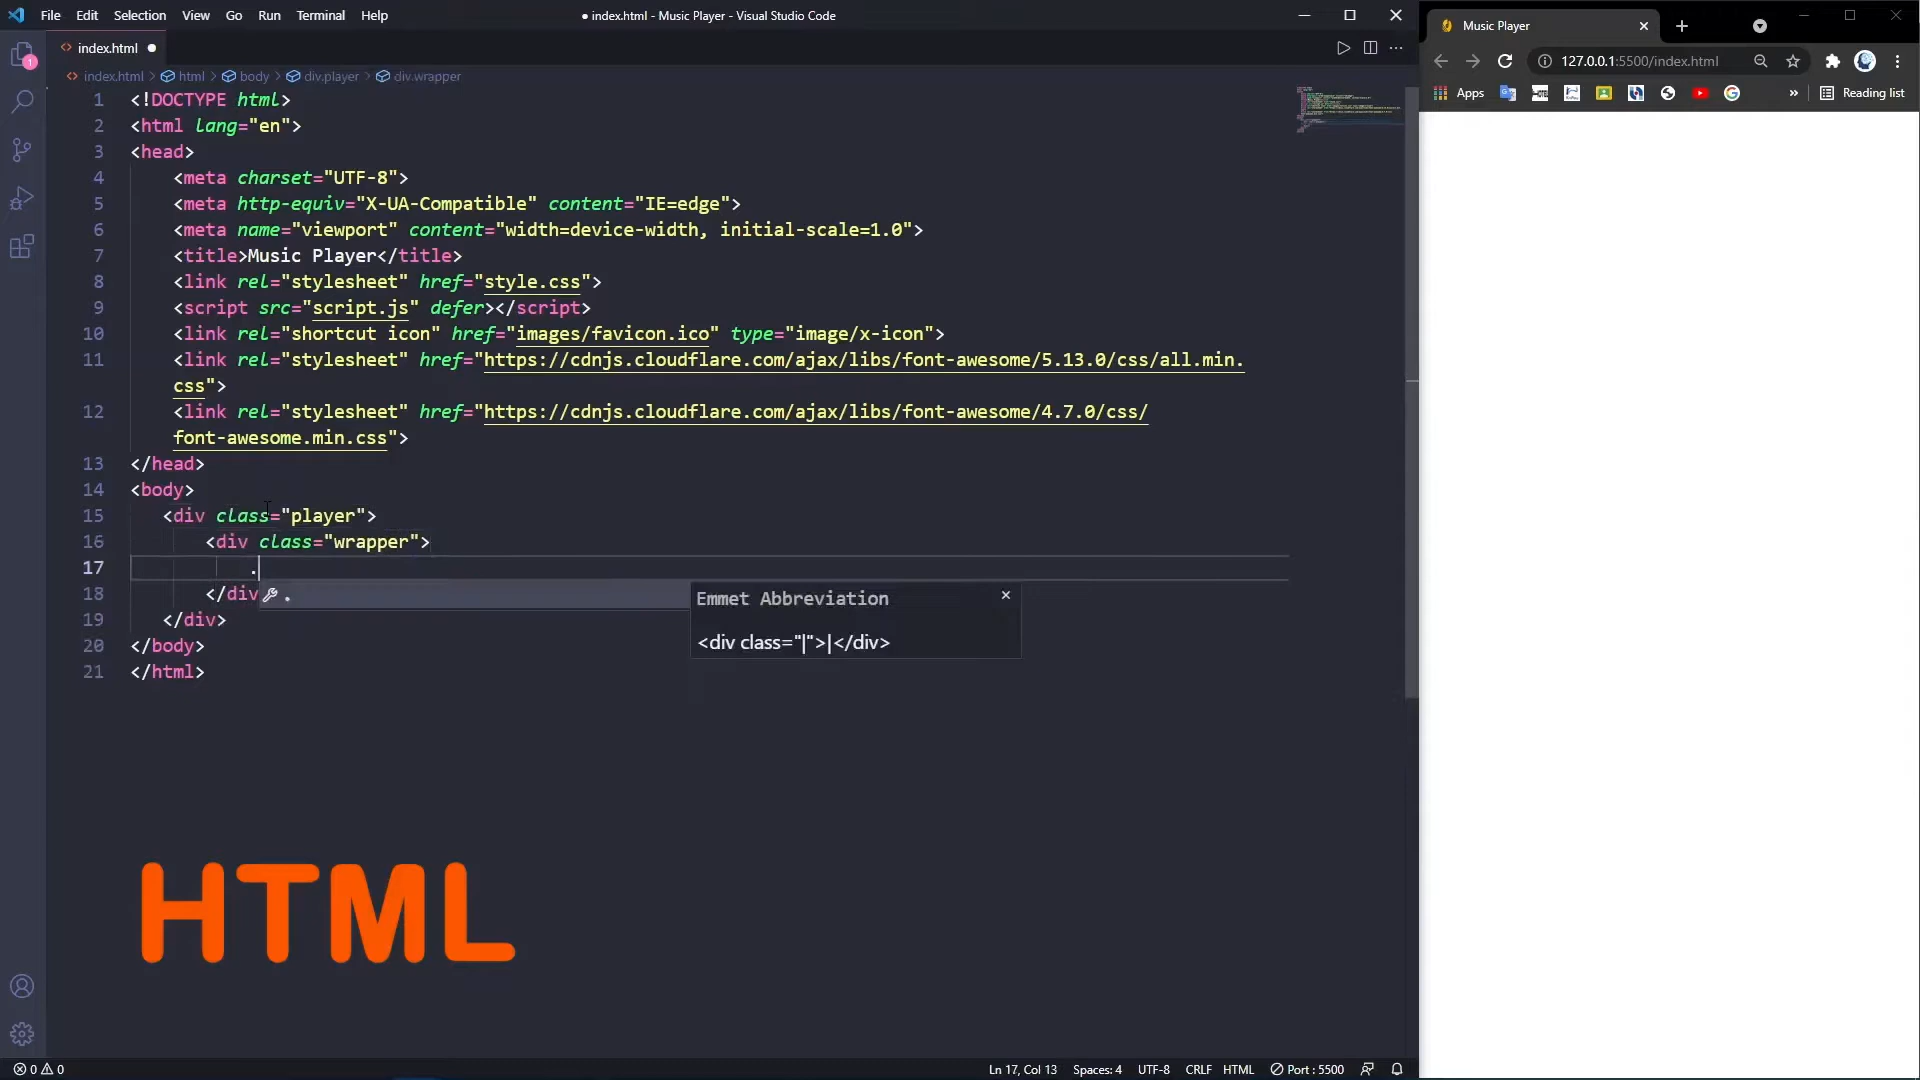 File Edit Selection View Go Run Terminal Help
● index.html - Music Player - Visual Studio Code
index.html ●
index.html > html > body > div.player > div.wrapper
1 <!DOCTYPE html>
2 <html lang="en">
3 <head>
4 <meta charset="UTF-8">
5 <meta http-equiv="X-UA-Compatible" content="IE=edge">
6 <meta name="viewport" content="width=device-width, initial-scale=1.0">
7 <title>Music Player</title>
8 <link rel="stylesheet" href="style.css">
9 <script src="script.js" defer></script>
10 <link rel="shortcut icon" href="images/favicon.ico" type="image/x-icon">
11 <link rel="stylesheet" href="https://cdnjs.cloudflare.com/ajax/libs/font-awesome/5.13.0/css/all.min.
css">
12 <link rel="stylesheet" href="https://cdnjs.cloudflare.com/ajax/libs/font-awesome/4.7.0/css/
font-awesome.min.css">
13 </head>
14 <body>
15 <div class="player">
16 <div class="wrapper">
17 .
18 </div
.
Emmet Abbreviation
<div class="|">|</div>
19 </div>
20 </body>
21 </html>
HTML
1
0 0
Ln 17, Col 13 Spaces: 4 UTF-8 CRLF HTML Port : 5500
Music Player
127.0.0.1:5500/index.html
Apps » Reading list